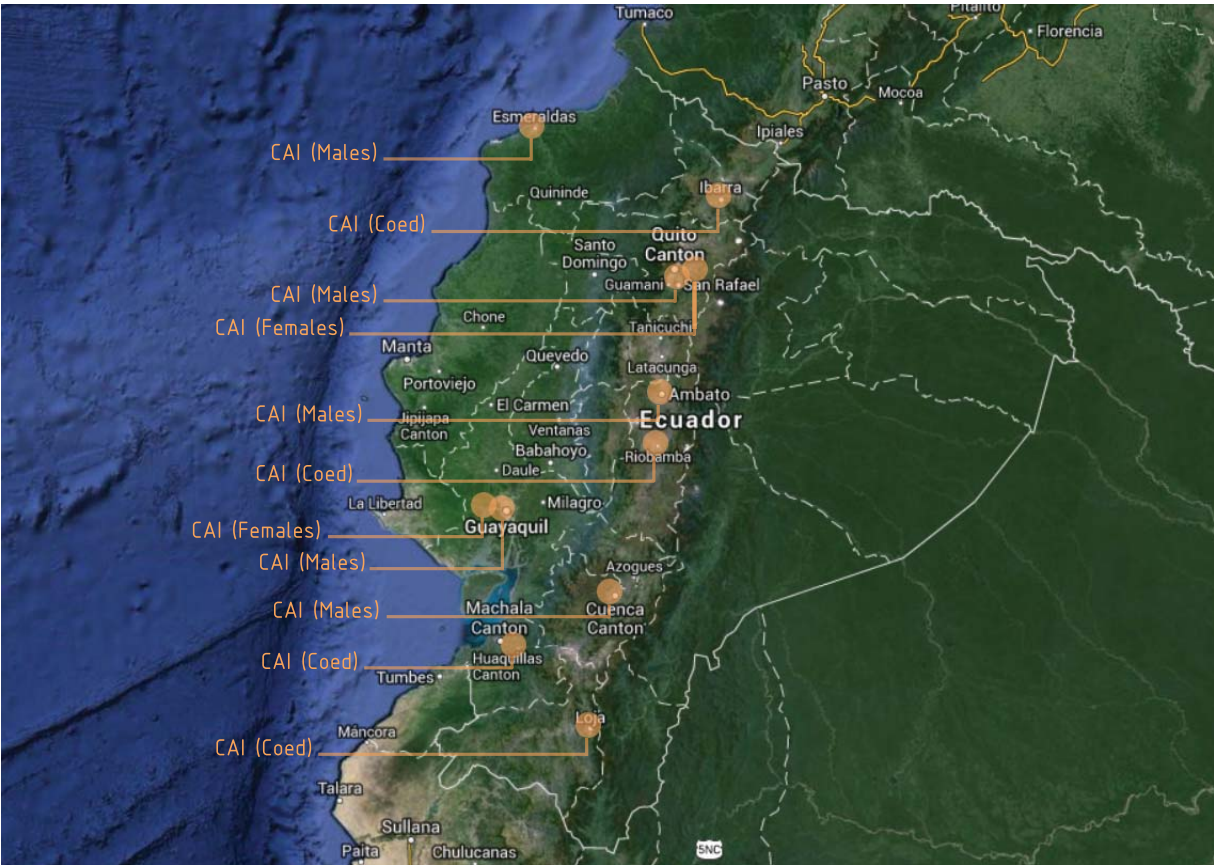 Tumaco
Pitalito
Florencia
Pasto
Mocoa
Esmeraldas
Ipiales
CAI (Males)
Ibarra
Quininde
CAI (Coed)
Quito
Canton
Santo
Domingo
Guamani
San Rafael
CAI (Males)
Chone
CAI (Females)
Tanicuchi
Manta
Quevedo
Latacunga
Portoviejo
Ambato
El Carmen
CAI (Males)
Jipijapa
Canton
Ecuador
Ventanas
Babahoyo
Riobamba
Daule
CAI (Coed)
La Libertad
Milagro
Guayaquil
CAI (Females)
CAI (Males)
Azogues
CAI (Males)
Machala
Canton
Cuenca
Canton
CAI (Coed)
Huaquillas
Canton
Tumbes
Loja
Máncora
CAI (Coed)
Talara
Sullana
Paita
Chulucanas
5NC